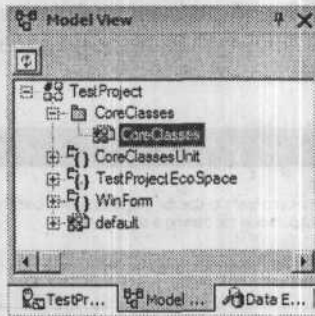 Model View
TestProject
CoreClasses
CoreClasses
CoreClassesUnit
TestProjectEcoSpace
WinForm
default
TestPr... Model ... Data E...